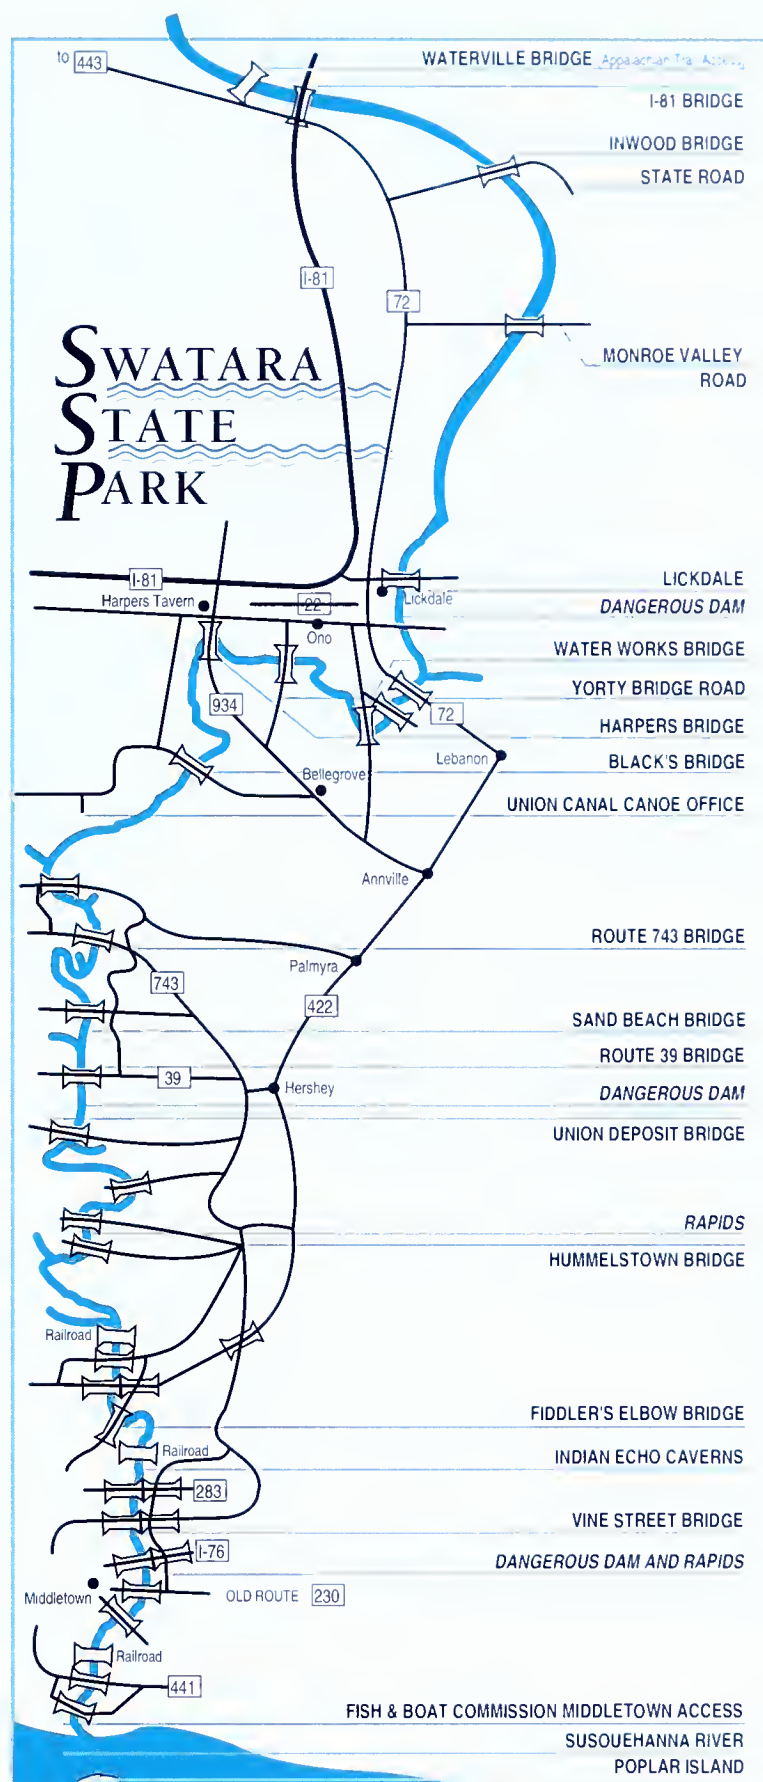 to 443
WATERVILLE BRIDGE Appalachian Trail Access
I-81 BRIDGE
INWOOD BRIDGE
STATE ROAD
I-81
72
MONROE VALLEY
ROAD
SWATARA
STATE
PARK
I-81
LICKDALE
Harpers Tavern
22
Lickdale
DANGEROUS DAM
Ono
WATER WORKS BRIDGE
YORTY BRIDGE ROAD
934
72
HARPERS BRIDGE
Lebanon
BLACK'S BRIDGE
Bellegrove
UNION CANAL CANOE OFFICE
Annville
ROUTE 743 BRIDGE
Palmyra
743
422
SAND BEACH BRIDGE
ROUTE 39 BRIDGE
39
Hershey
DANGEROUS DAM
UNION DEPOSIT BRIDGE
RAPIDS
HUMMELSTOWN BRIDGE
Railroad
FIDDLER'S ELBOW BRIDGE
Railroad
INDIAN ECHO CAVERNS
283
VINE STREET BRIDGE
I-76
DANGEROUS DAM AND RAPIDS
Middletown
OLD ROUTE 230
Railroad
441
FISH & BOAT COMMISSION MIDDLETOWN ACCESS
SUSQUEHANNA RIVER
POPLAR ISLAND